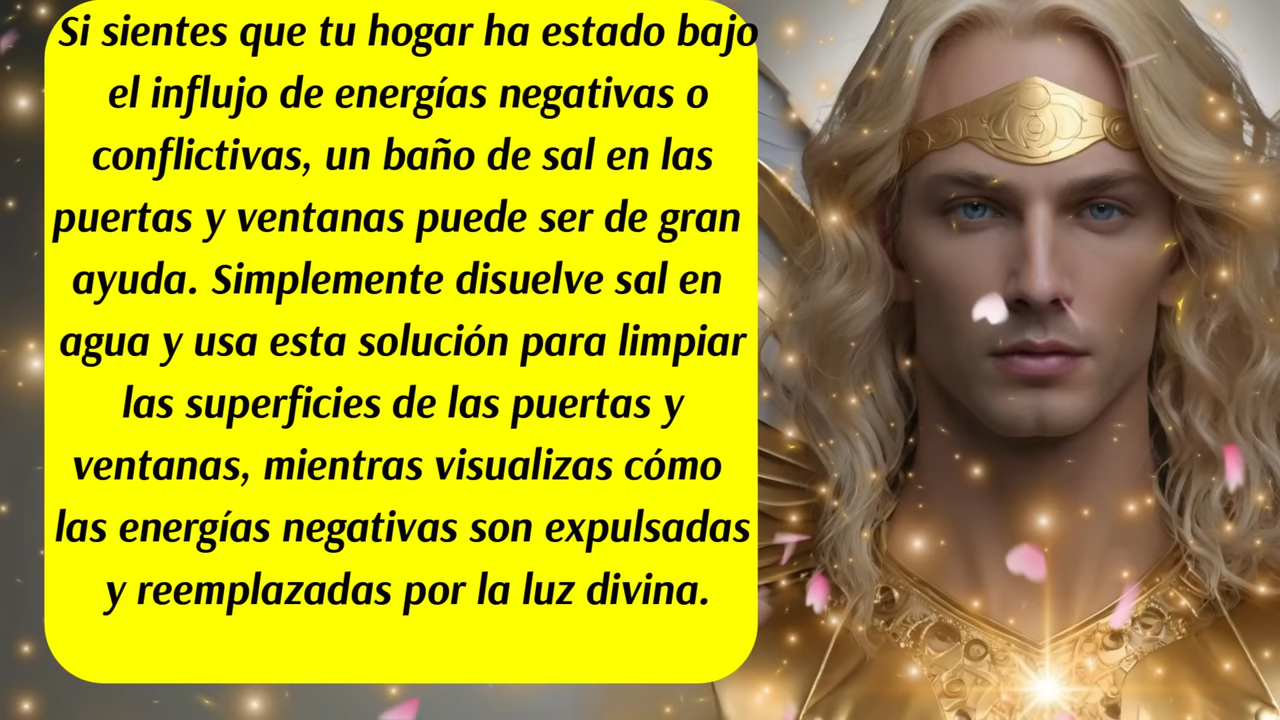 Si sientes que tu hogar ha estado bajo
el influjo de energías negativas o
conflictivas, un baño de sal en las
puertas y ventanas puede ser de gran
ayuda. Simplemente disuelve sal en
agua y usa esta solución para limpiar
las superficies de las puertas y
ventanas, mientras visualizas cómo
las energías negativas son expulsadas
y reemplazadas por la luz divina.